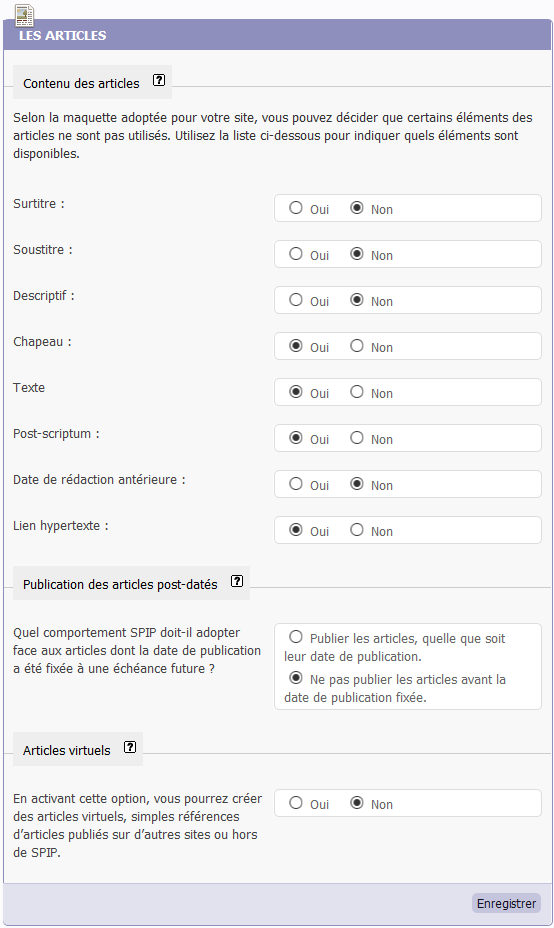 LES ARTICLES
Contenu des articles ?
Selon la maquette adoptée pour votre site, vous pouvez décider que certains éléments des
articles ne sont pas utilisés. Utilisez la liste ci-dessous pour indiquer quels éléments sont
disponibles.
Surtitre : Oui Non
Soustitre : Oui Non
Descriptif : Oui Non
Chapeau : Oui Non
Texte Oui Non
Post-scriptum : Oui Non
Date de rédaction antérieure : Oui Non
Lien hypertexte : Oui Non
Publication des articles post-datés ?
Quel comportement SPIP doit-il adopter
face aux articles dont la date de publication
a été fixée à une échéance future ?
Publier les articles, quelle que soit
leur date de publication.
Ne pas publier les articles avant la
date de publication fixée.
Articles virtuels ?
En activant cette option, vous pourrez créer
des articles virtuels, simples références
d’articles publiés sur d’autres sites ou hors
de SPIP.
Oui Non
Enregistrer